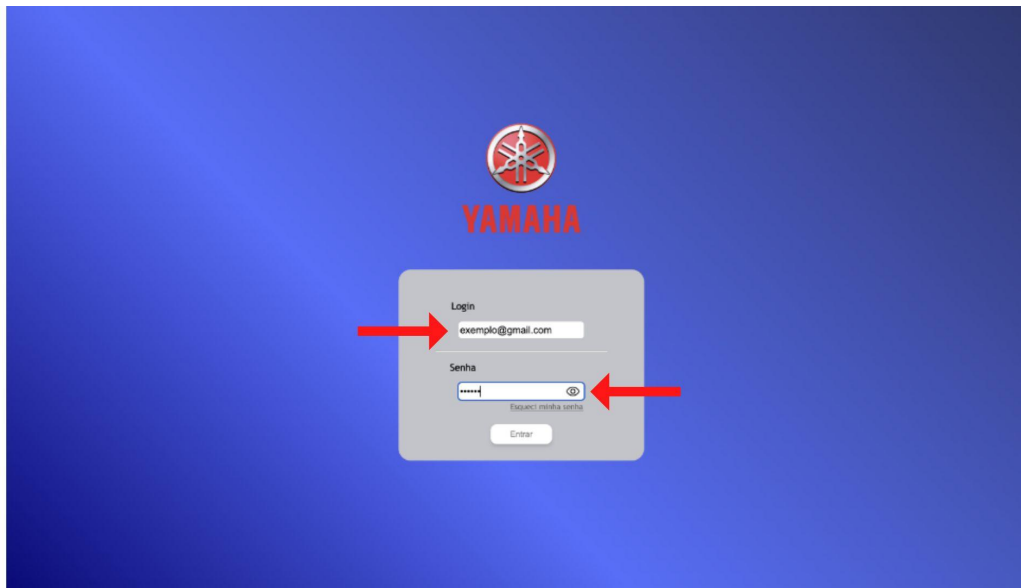 YAMAHA
Login
exemplo@gmail.com
Senha
••••••
Esqueci minha senha
Entrar